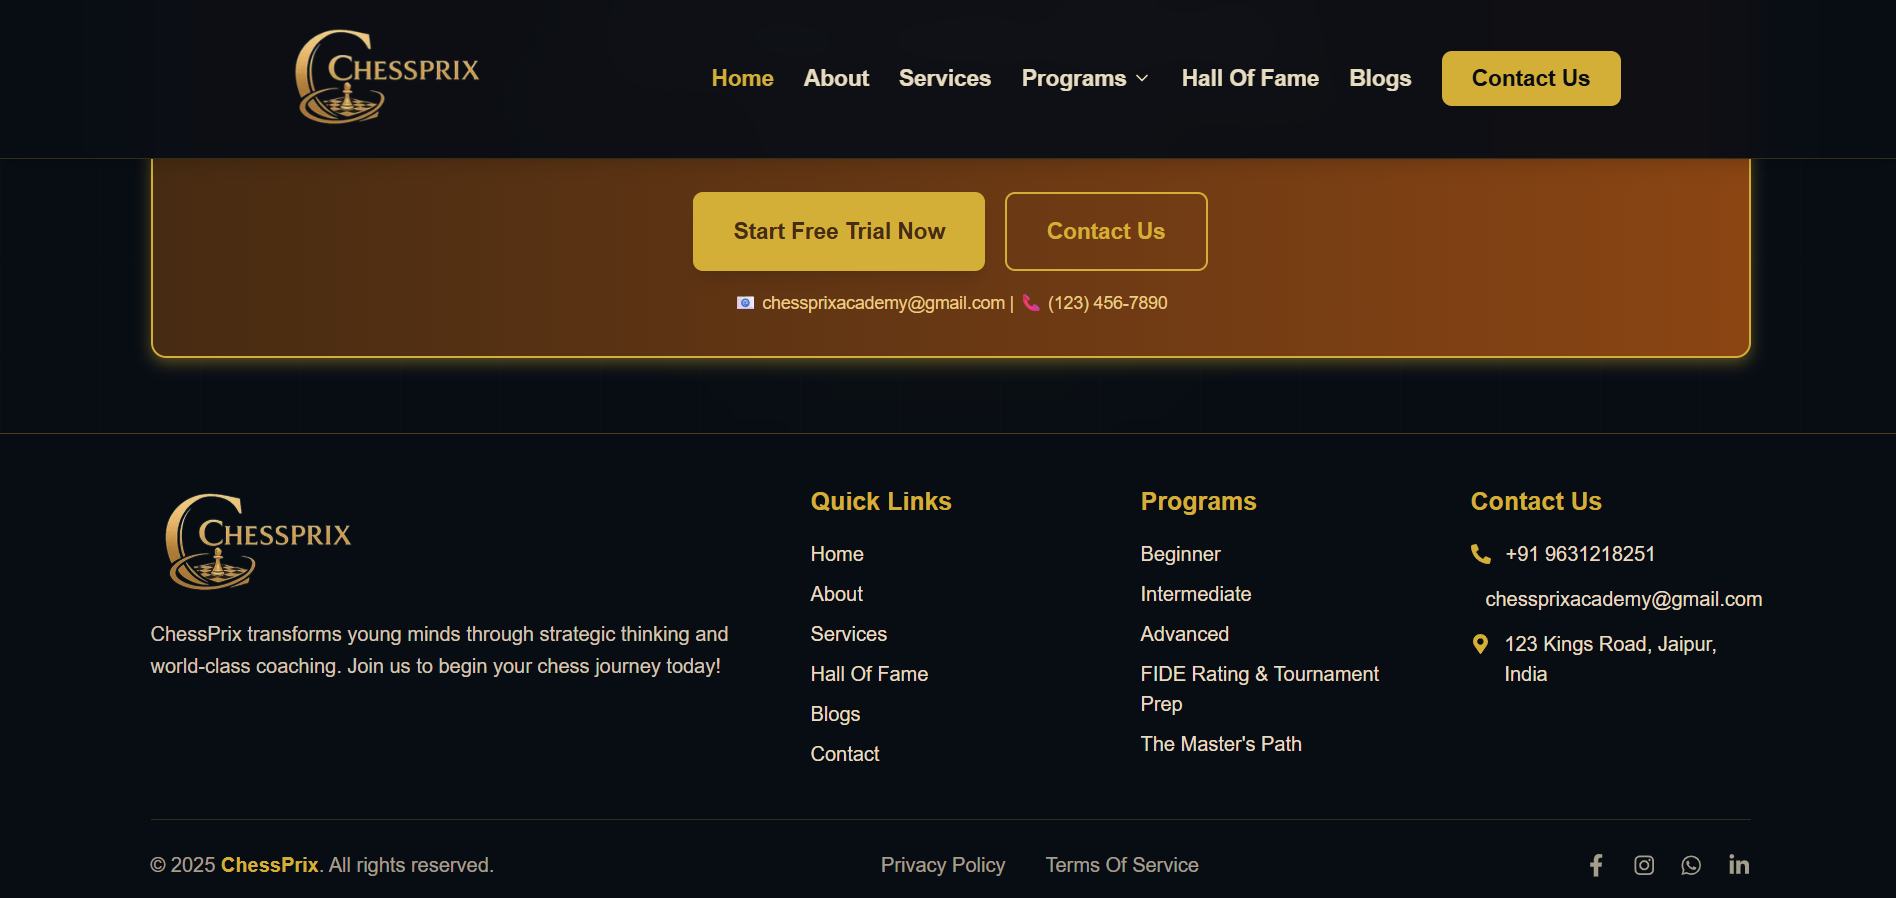 CHESSPRIX
Home About Services Programs Hall Of Fame Blogs Contact Us
Start Free Trial Now Contact Us
chessprixacademy@gmail.com | (123) 456-7890
CHESSPRIX
ChessPrix transforms young minds through strategic thinking and
world-class coaching. Join us to begin your chess journey today!
Quick Links
Home
About
Services
Hall Of Fame
Blogs
Contact
Programs
Beginner
Intermediate
Advanced
FIDE Rating & Tournament
Prep
The Master's Path
Contact Us
+91 9631218251
chessprixacademy@gmail.com
123 Kings Road, Jaipur,
India
© 2025 ChessPrix. All rights reserved.
Privacy Policy Terms Of Service